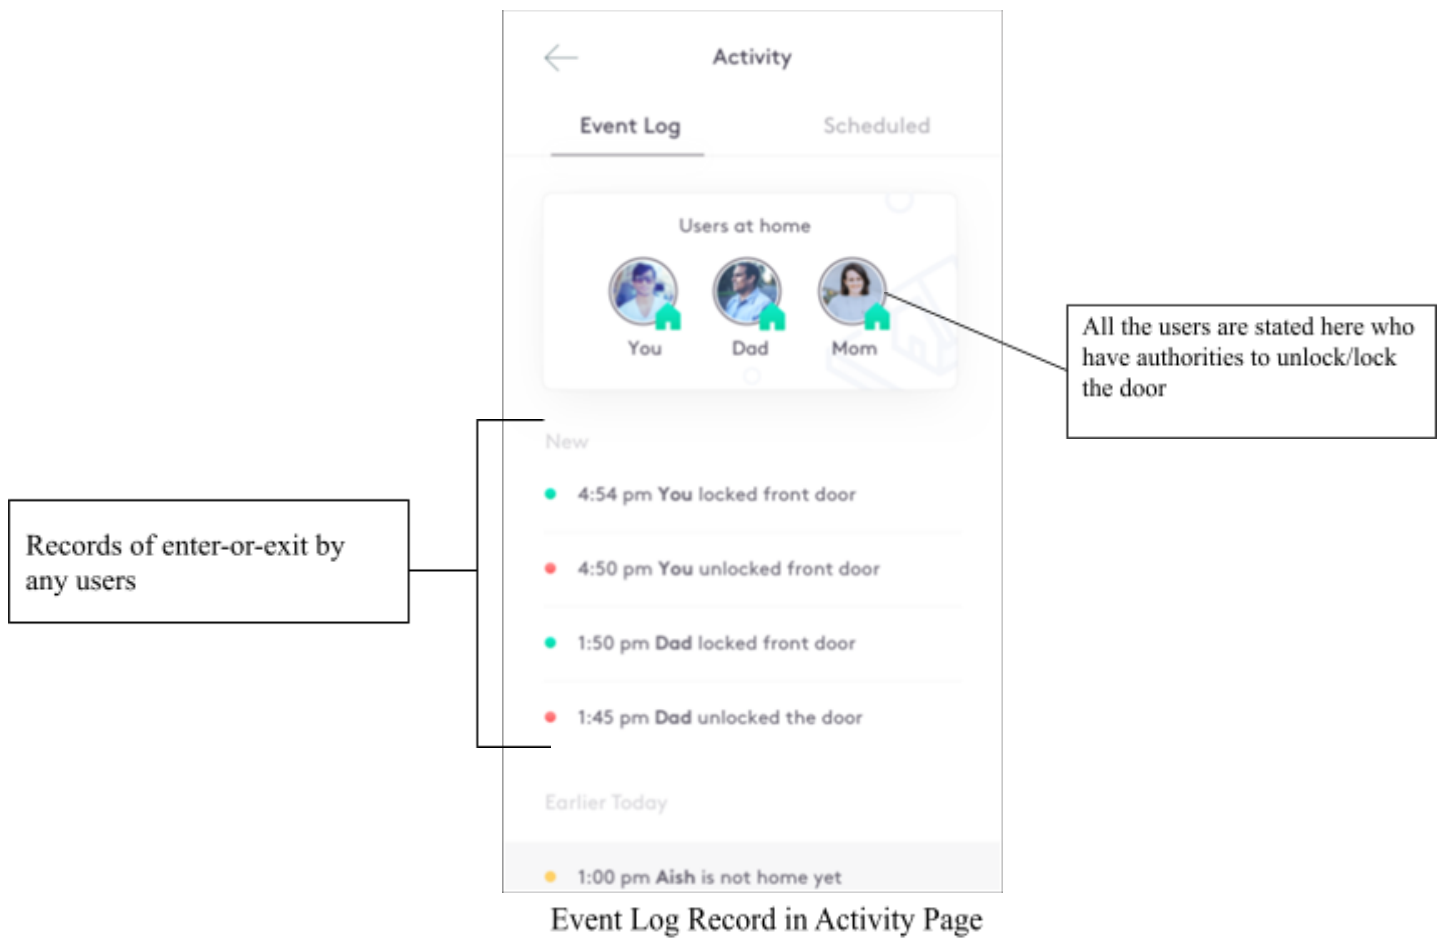 Activity
Event Log
Scheduled
Users at home
You
Dad
Mom
All the users are stated here who
have authorities to unlock/lock
the door
New
4:54 pm You locked front door
4:50 pm You unlocked front door
1:50 pm Dad locked front door
1:45 pm Dad unlocked the door
Records of enter-or-exit by
any users
Earlier Today
1:00 pm Aish is not home yet
Event Log Record in Activity Page